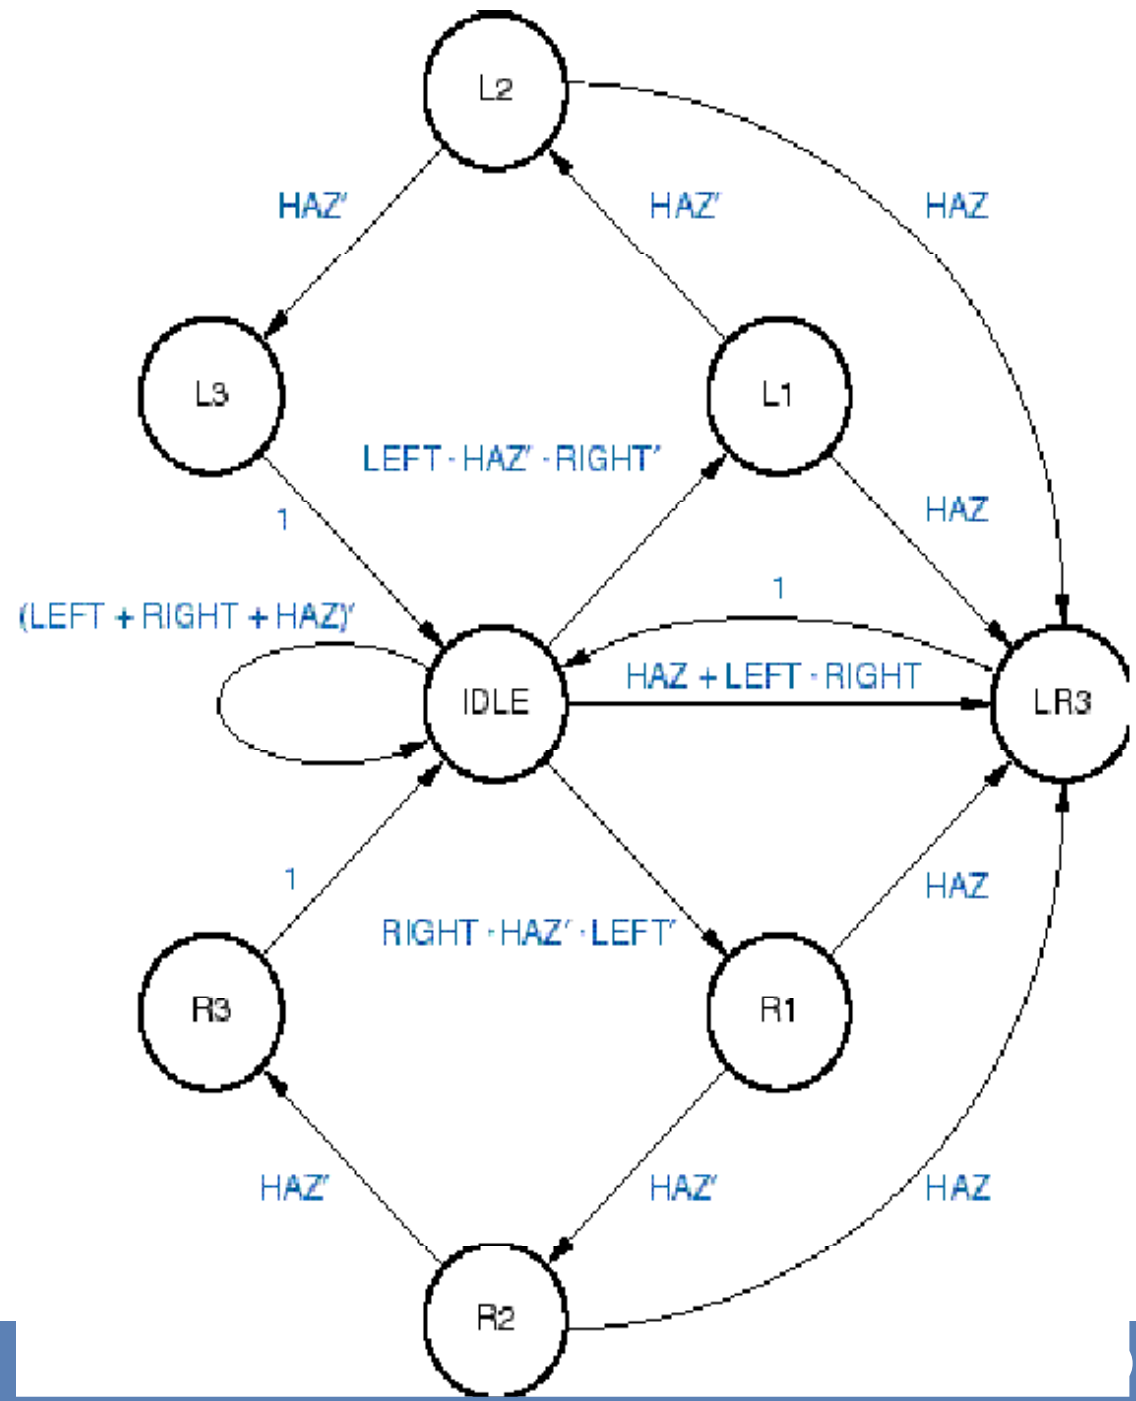 L2
HAZ′
HAZ′
HAZ
L3
L1
LEFT · HAZ′ · RIGHT′
1
HAZ
1
(LEFT + RIGHT + HAZ)′
HAZ + LEFT · RIGHT
IDLE
LR3
1
HAZ
RIGHT · HAZ′ · LEFT′
R3
R1
HAZ′
HAZ′
HAZ
R2